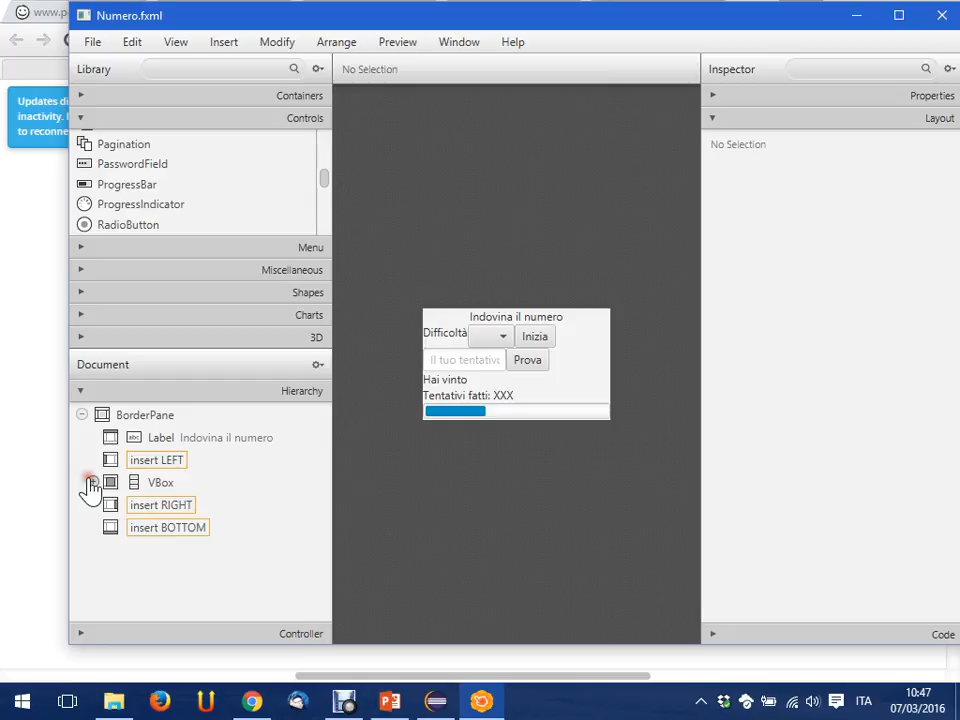 www.p
Numero.fxml
File Edit View Insert Modify Arrange Preview Window Help
Library
No Selection
Inspector
Containers
Properties
Updates di
inactivity.
to reconne
Controls
Layout
Pagination
No Selection
PasswordField
ProgressBar
ProgressIndicator
RadioButton
Menu
Miscellaneous
Shapes
Charts
3D
Indovina il numero
Difficoltà
Inizia
Il tuo tentativo
Prova
Hai vinto
Tentativi fatti: XXX
Document
Hierarchy
BorderPane
abc Label Indovina il numero
insert LEFT
VBox
insert RIGHT
insert BOTTOM
Controller
Code
ITA
10:47
07/03/2016